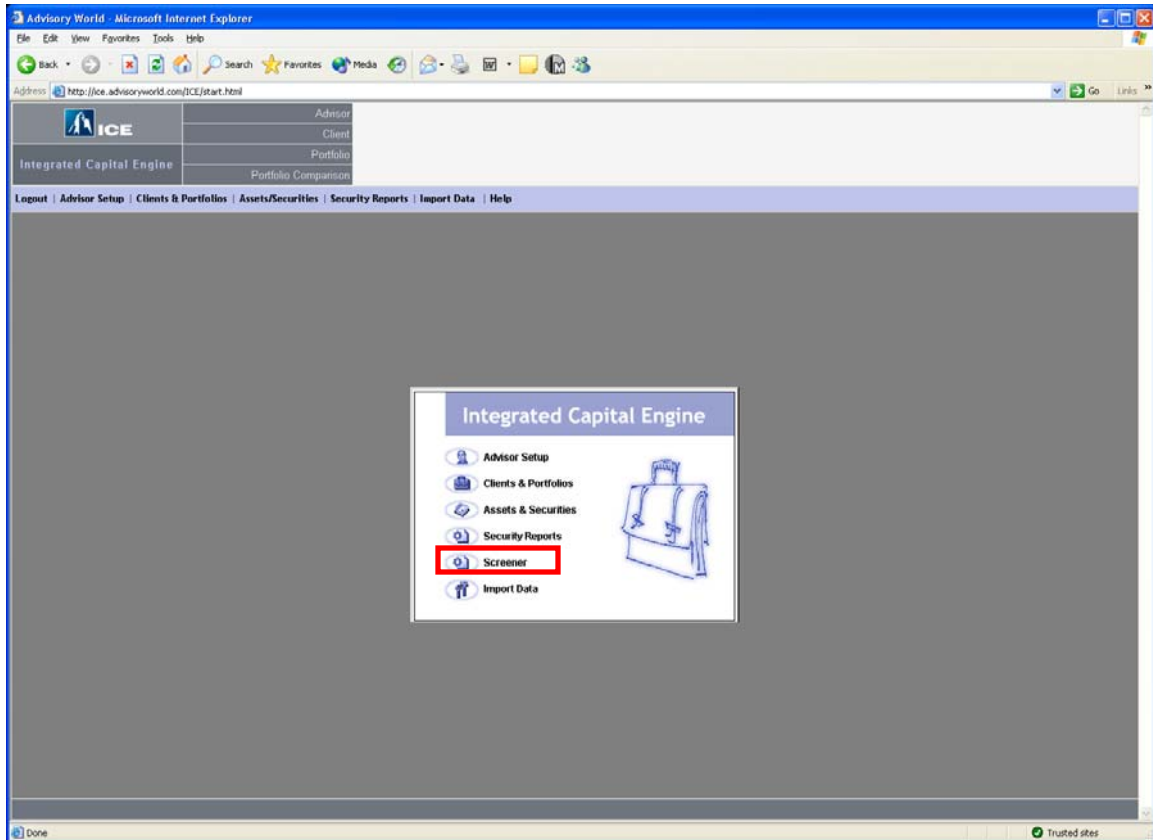 Advisory World - Microsoft Internet Explorer
File Edit View Favorites Tools Help
Back Search Favorites Media W
Address http://ice.advisoryworld.com/ICE/start.html Go Links »
ICE
Integrated Capital Engine
Advisor
Client
Portfolio
Portfolio Comparison
Logout | Advisor Setup | Clients & Portfolios | Assets/Securities | Security Reports | Import Data | Help
Integrated Capital Engine
Advisor Setup
Clients & Portfolios
Assets & Securities
Security Reports
Screener
Import Data
Done Trusted sites